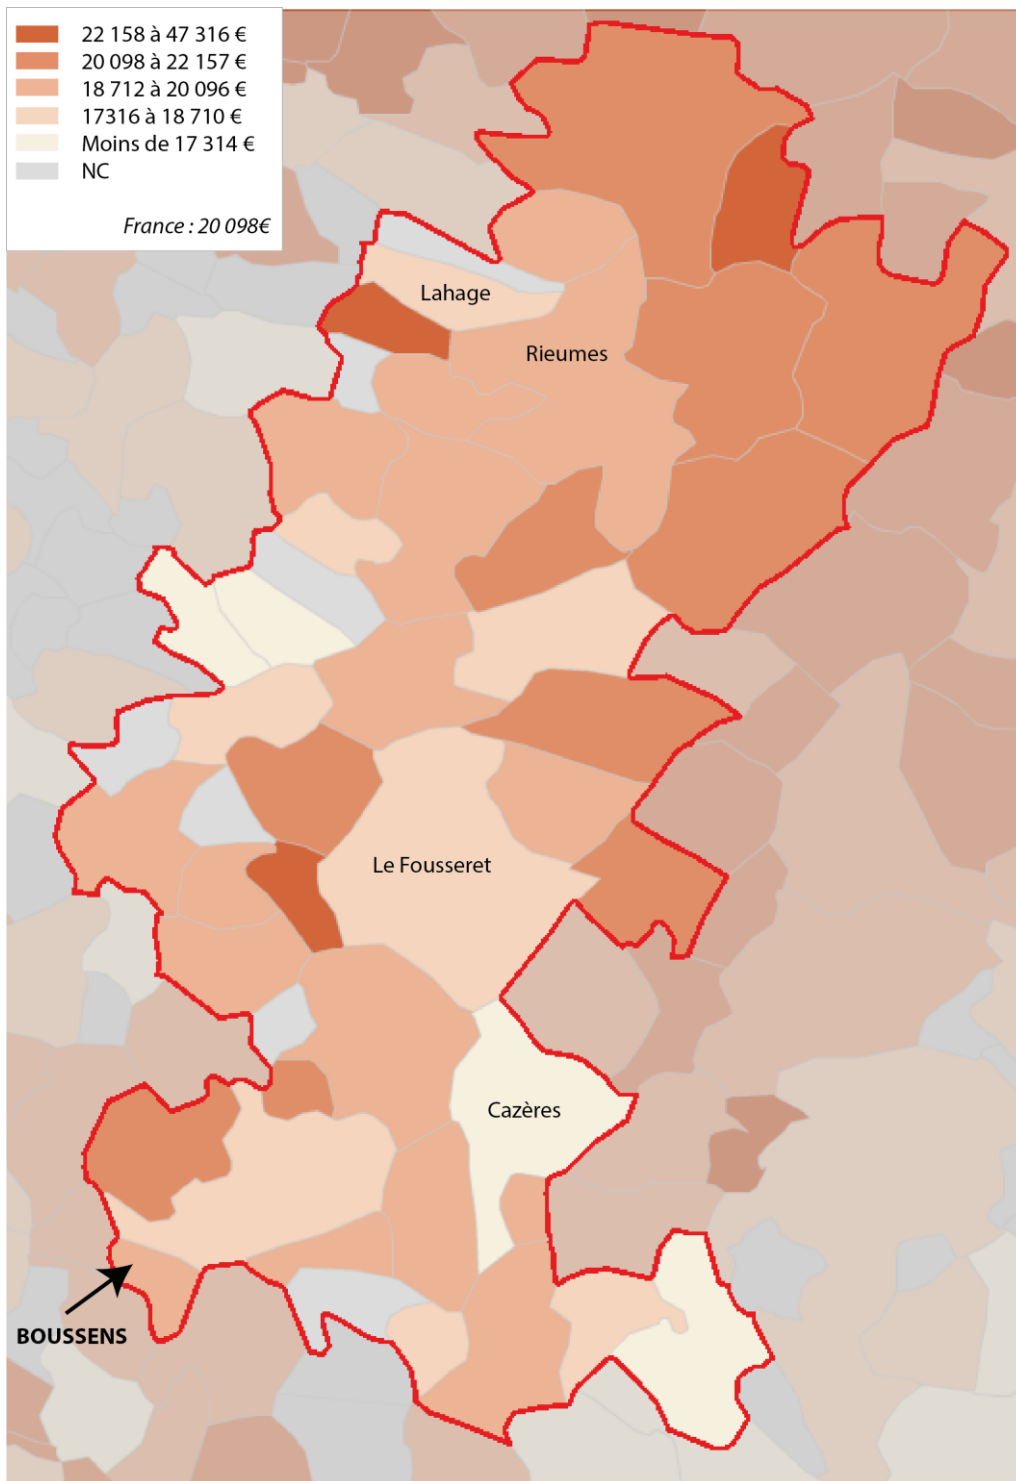 22 158 à 47 316 €
20 098 à 22 157 €
18 712 à 20 096 €
17316 à 18 710 €
Moins de 17 314 €
NC
France : 20 098€
Lahage
Rieumes
Le Fousseret
Cazères
BOUSSENS